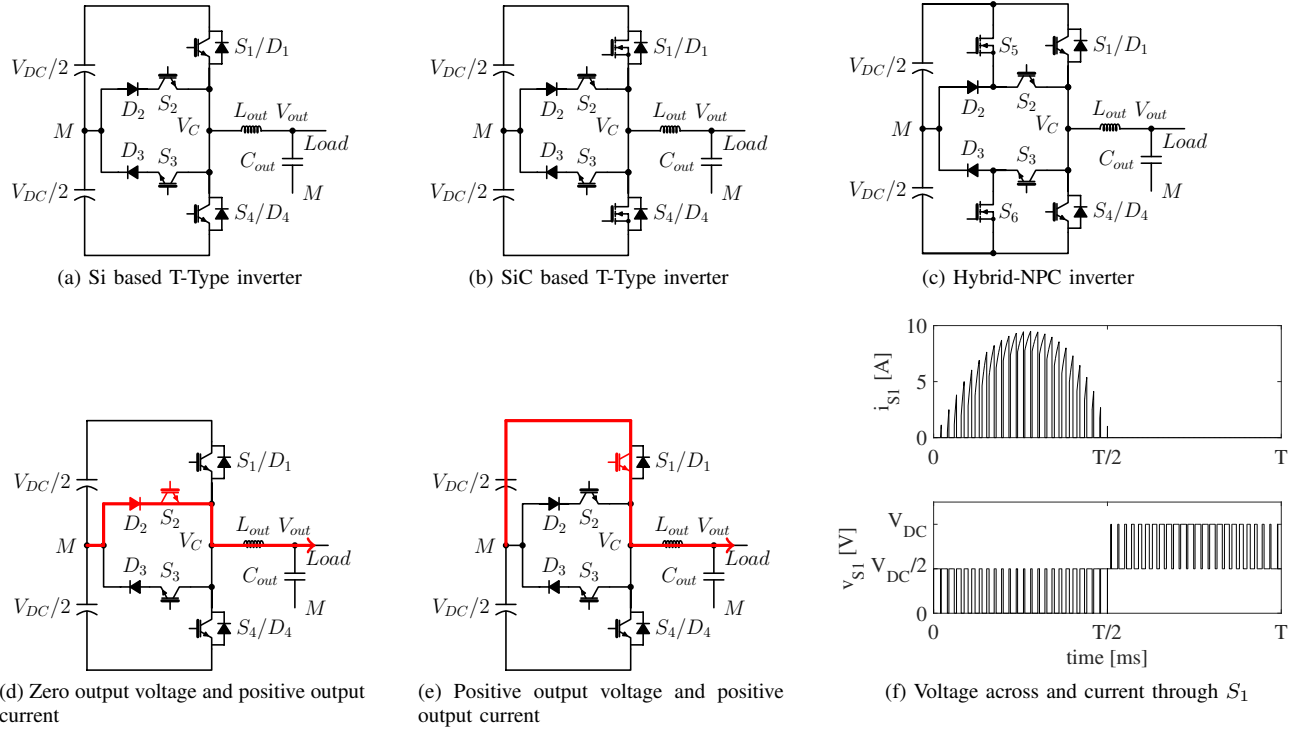 V_DC/2
S_1/D_1
D_2
S_2
L_out V_out
M
V_C
Load
D_3
S_3
C_out
V_DC/2
M
S_4/D_4
(a) Si based T-Type inverter
V_DC/2
S_1/D_1
D_2
S_2
L_out V_out
M
V_C
Load
D_3
S_3
C_out
V_DC/2
M
S_4/D_4
(b) SiC based T-Type inverter
S_5
S_1/D_1
V_DC/2
D_2
S_2
L_out V_out
M
V_C
Load
D_3
S_3
C_out
V_DC/2
M
S_6
S_4/D_4
(c) Hybrid-NPC inverter
V_DC/2
S_1/D_1
D_2
S_2
L_out V_out
M
V_C
Load
D_3
S_3
C_out
V_DC/2
M
S_4/D_4
(d) Zero output voltage and positive output
current
V_DC/2
S_1/D_1
D_2
S_2
L_out V_out
M
V_C
Load
D_3
S_3
C_out
V_DC/2
M
S_4/D_4
(e) Positive output voltage and positive
output current
10
5
0
i_S1 [A]
0 T/2 T
V_DC
V_DC/2
0
v_S1 [V]
0 T/2 T
time [ms]
(f) Voltage across and current through S_1